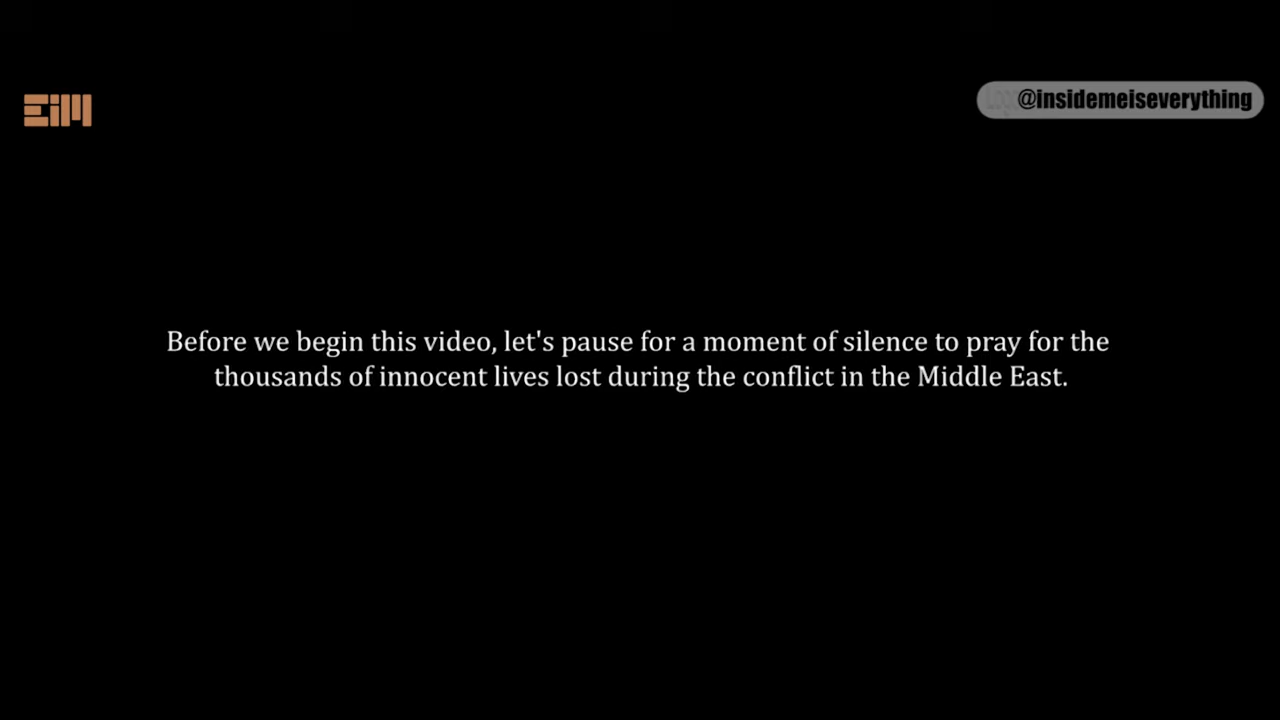 EiM
@insidemeiseverything
Before we begin this video, let's pause for a moment of silence to pray for the
thousands of innocent lives lost during the conflict in the Middle East.